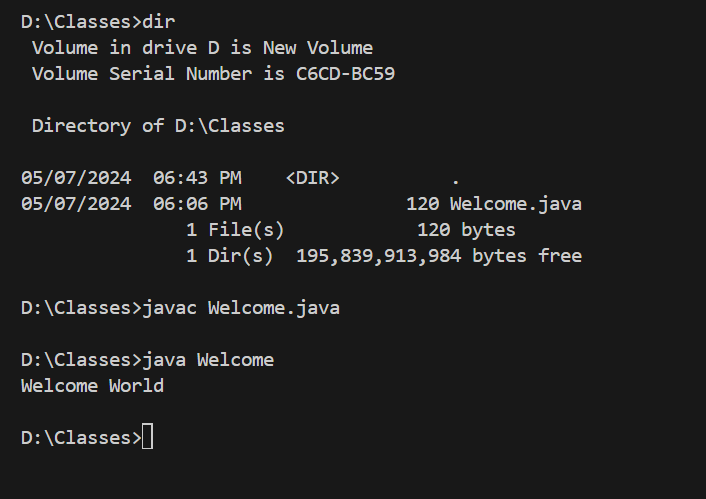 D:\Classes>dir
 Volume in drive D is New Volume
 Volume Serial Number is C6CD-BC59

 Directory of D:\Classes

05/07/2024  06:43 PM    <DIR>          .
05/07/2024  06:06 PM               120 Welcome.java
               1 File(s)            120 bytes
               1 Dir(s)  195,839,913,984 bytes free

D:\Classes>javac Welcome.java

D:\Classes>java Welcome
Welcome World

D:\Classes>